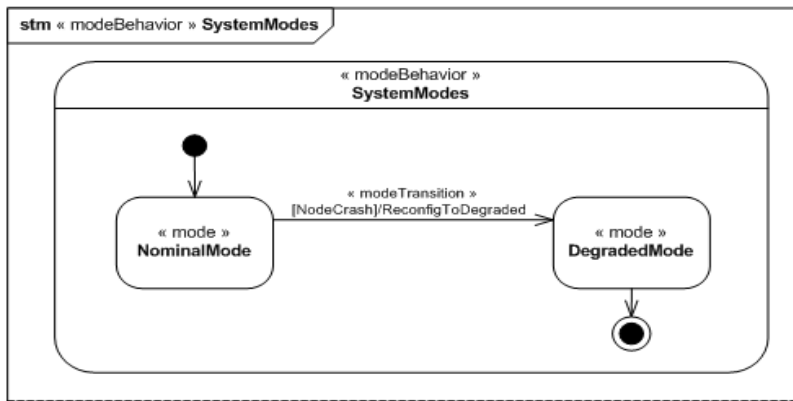 stm « modeBehavior » SystemModes
« modeBehavior »
SystemModes
« modeTransition »
[NodeCrash]/ReconfigToDegraded
« mode »
NominalMode
« mode »
DegradedMode